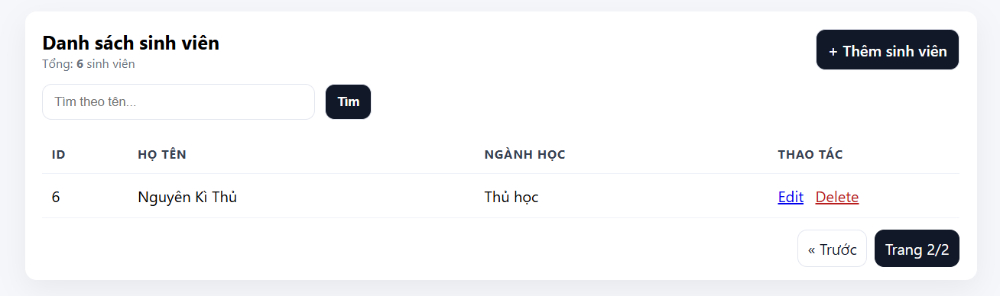 Danh sách sinh viên
Tổng: 6 sinh viên
+ Thêm sinh viên
Tìm theo tên...
Tìm
ID HỌ TÊN NGÀNH HỌC THAO TÁC
6 Nguyên Kì Thủ Thủ học Edit Delete
« Trước Trang 2/2